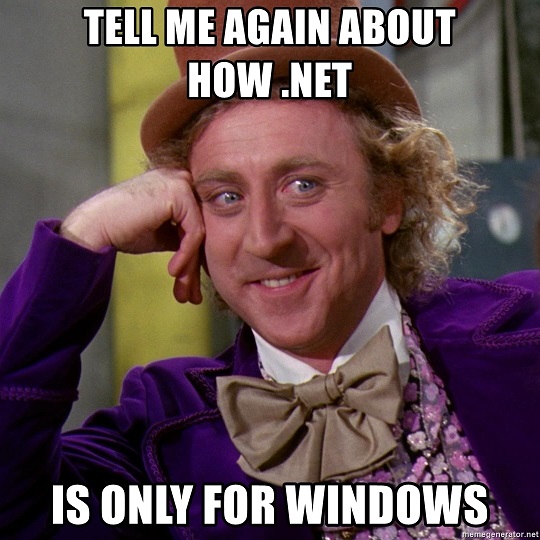 TELL ME AGAIN ABOUT
HOW .NET
IS ONLY FOR WINDOWS
memegenerator.net